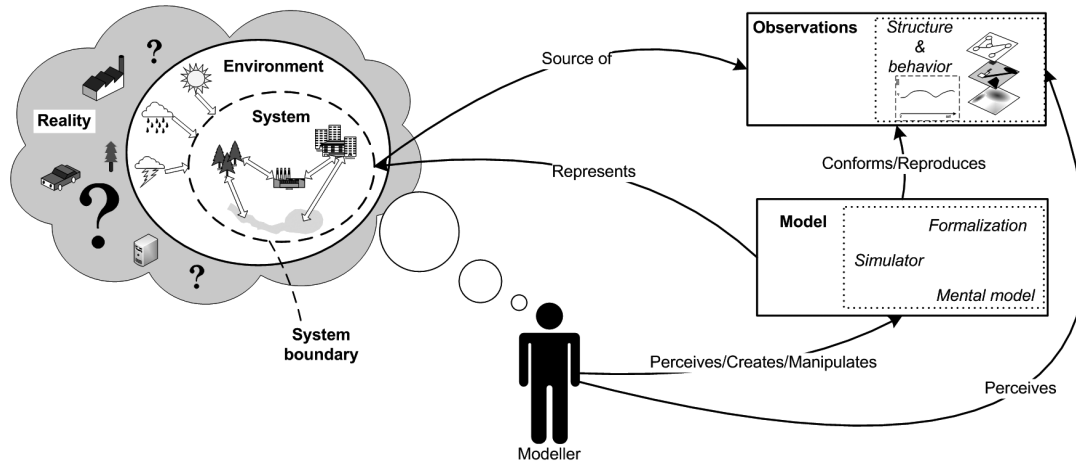 ?
Environment
Reality
System
?
?
System
boundary
Source of
Represents
Observations
Structure
&
behavior
Conforms/Reproduces
Model
Formalization
Simulator
Mental model
Perceives/Creates/Manipulates
Perceives
Modeller